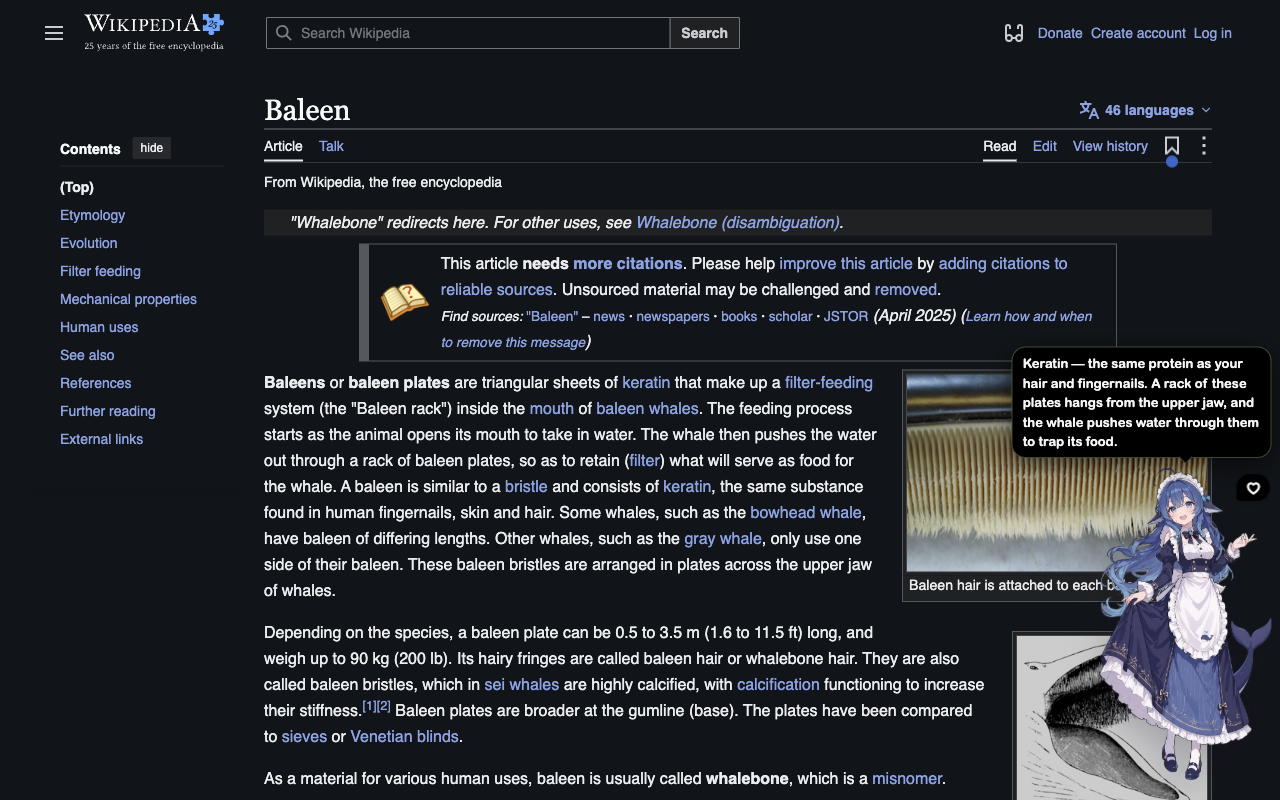 WIKIPEDIA 25
25 years of the free encyclopedia
Search Wikipedia
Search
Donate
Create account
Log in
Contents
hide
(Top)
Etymology
Evolution
Filter feeding
Mechanical properties
Human uses
See also
References
Further reading
External links
Baleen
46 languages
Article
Talk
Read
Edit
View history
From Wikipedia, the free encyclopedia
"Whalebone" redirects here. For other uses, see Whalebone (disambiguation).
This article needs more citations. Please help improve this article by adding citations to
reliable sources. Unsourced material may be challenged and removed.
Find sources: "Baleen" – news · newspapers · books · scholar · JSTOR (April 2025) (Learn how and when
to remove this message)
Baleens or baleen plates are triangular sheets of keratin that make up a filter-feeding
system (the "Baleen rack") inside the mouth of baleen whales. The feeding process
starts as the animal opens its mouth to take in water. The whale then pushes the water
out through a rack of baleen plates, so as to retain (filter) what will serve as food for
the whale. A baleen is similar to a bristle and consists of keratin, the same substance
found in human fingernails, skin and hair. Some whales, such as the bowhead whale,
have baleen of differing lengths. Other whales, such as the gray whale, only use one
side of their baleen. These baleen bristles are arranged in plates across the upper jaw
of whales.
Keratin — the same protein as your
hair and fingernails. A rack of these
plates hangs from the upper jaw, and
the whale pushes water through them
to trap its food.
Baleen hair is attached to each
Depending on the species, a baleen plate can be 0.5 to 3.5 m (1.6 to 11.5 ft) long, and
weigh up to 90 kg (200 lb). Its hairy fringes are called baleen hair or whalebone hair. They are also
called baleen bristles, which in sei whales are highly calcified, with calcification functioning to increase
their stiffness.[1][2] Baleen plates are broader at the gumline (base). The plates have been compared
to sieves or Venetian blinds.
As a material for various human uses, baleen is usually called whalebone, which is a misnomer.